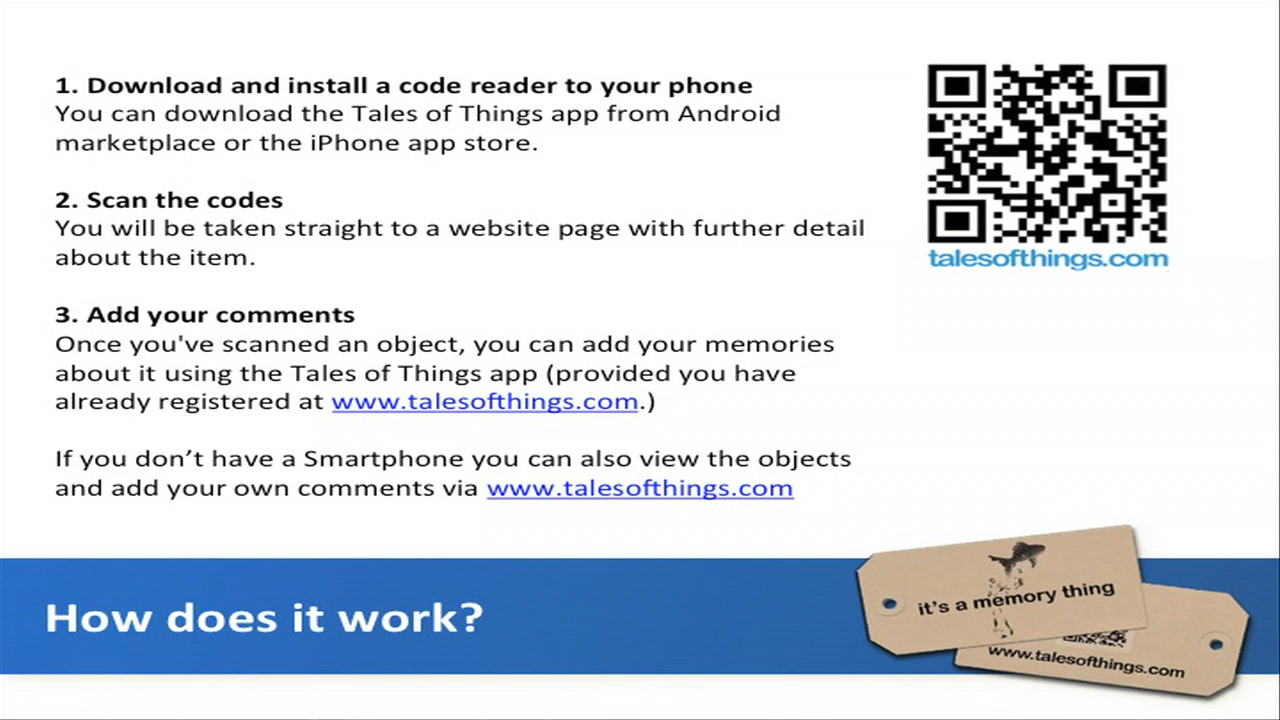 1. Download and install a code reader to your phone
You can download the Tales of Things app from Android
marketplace or the iPhone app store.
2. Scan the codes
You will be taken straight to a website page with further detail
about the item.
3. Add your comments
Once you've scanned an object, you can add your memories
about it using the Tales of Things app (provided you have
already registered at www.talesofthings.com.)
If you don’t have a Smartphone you can also view the objects
and add your own comments via www.talesofthings.com
talesofthings.com
How does it work?
it's a memory thing
www.talesofthings.com